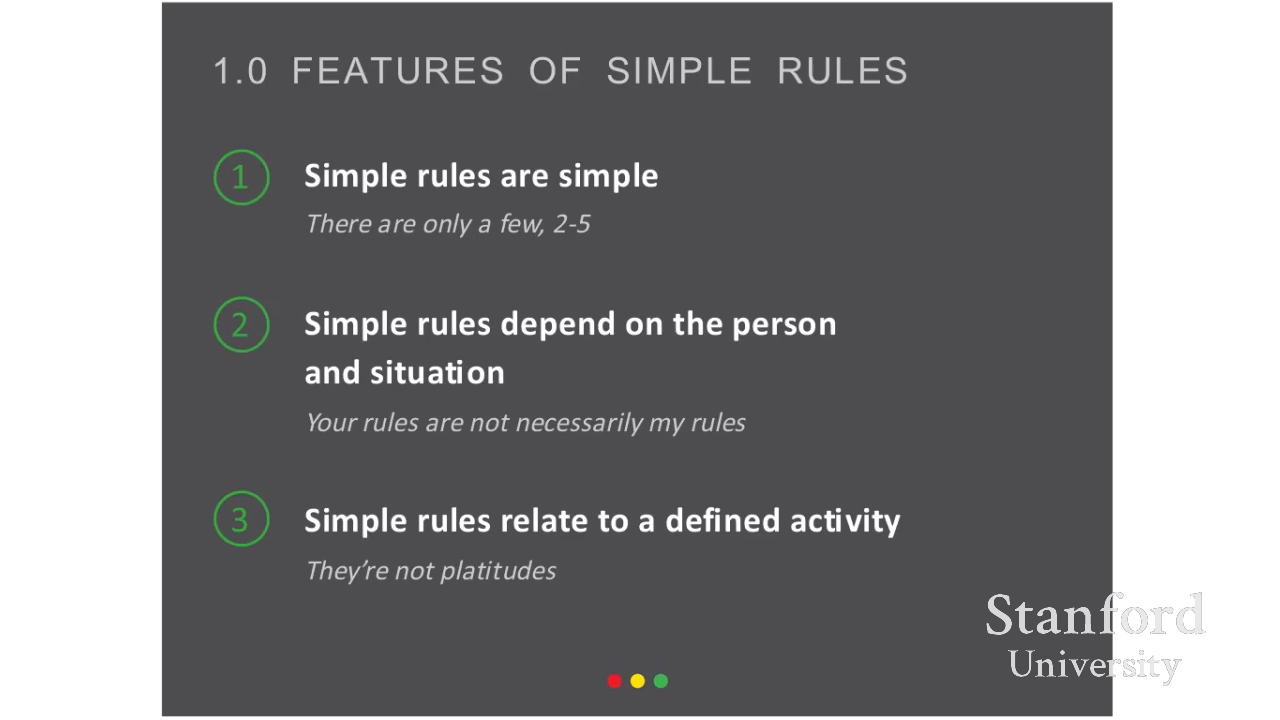 1.0 FEATURES OF SIMPLE RULES
1
Simple rules are simple
There are only a few, 2-5
2
Simple rules depend on the person
and situation
Your rules are not necessarily my rules
3
Simple rules relate to a defined activity
They're not platitudes
Stanford
University